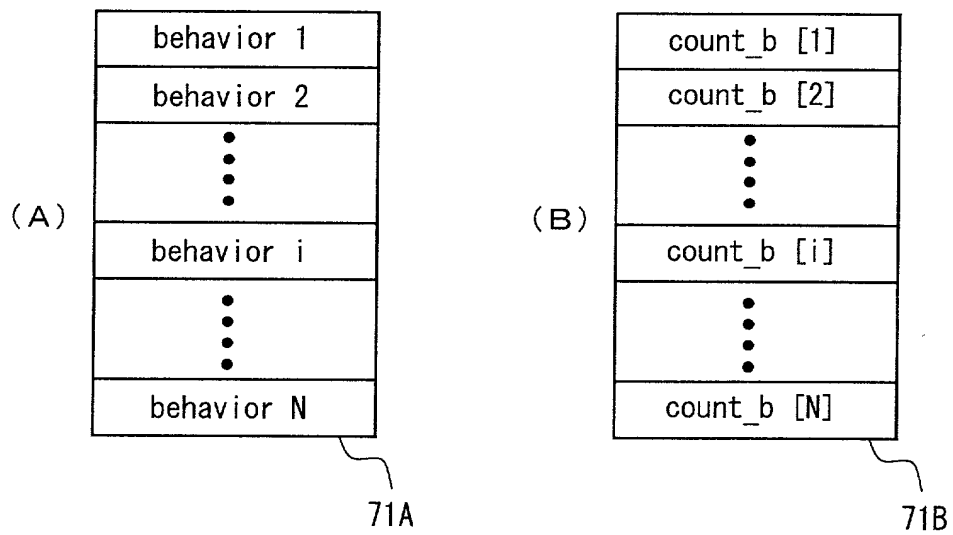 (A)
behavior 1
behavior 2
behavior i
behavior N
71A
(B)
count_b [1]
count_b [2]
count_b [i]
count_b [N]
71B